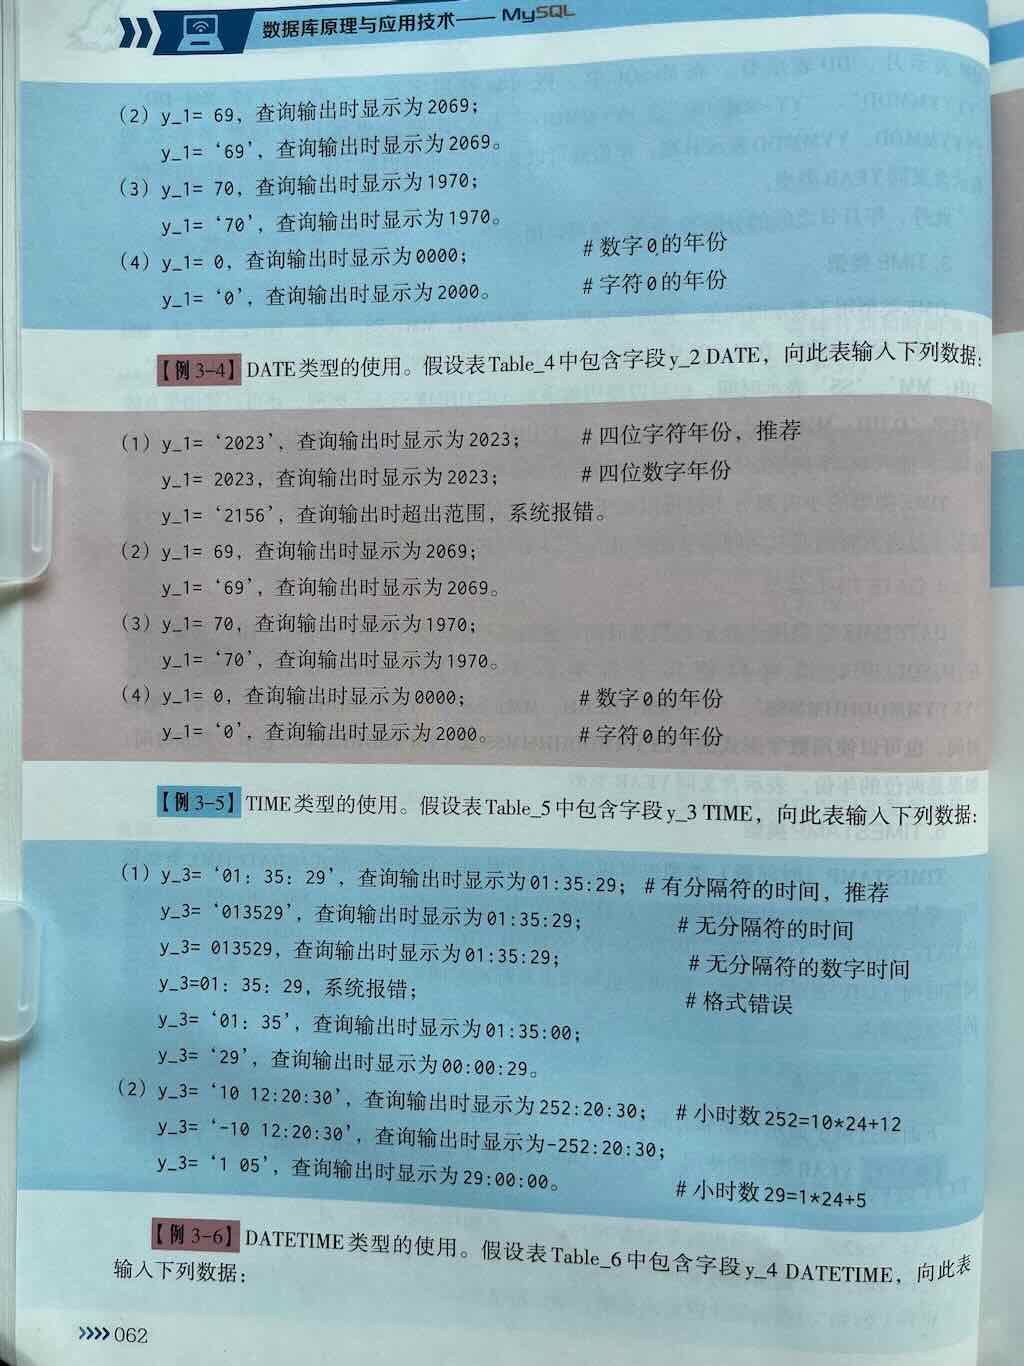 数据库原理与应用技术—— MySQL
（2）y_1= 69，查询输出时显示为2069；
y_1= ‘69’，查询输出时显示为2069。
（3）y_1= 70，查询输出时显示为1970；
y_1= ‘70’，查询输出时显示为1970。
（4）y_1= 0，查询输出时显示为0000； # 数字0的年份
y_1= ‘0’，查询输出时显示为2000。 # 字符0的年份
【例 3-4】DATE类型的使用。假设表Table_4中包含字段y_2 DATE，向此表输入下列数据：
（1）y_1= ‘2023’，查询输出时显示为2023； # 四位字符年份，推荐
y_1= 2023，查询输出时显示为2023； # 四位数字年份
y_1= ‘2156’，查询输出时超出范围，系统报错。
（2）y_1= 69，查询输出时显示为2069；
y_1= ‘69’，查询输出时显示为2069。
（3）y_1= 70，查询输出时显示为1970；
y_1= ‘70’，查询输出时显示为1970。
（4）y_1= 0，查询输出时显示为0000； # 数字0的年份
y_1= ‘0’，查询输出时显示为2000。 # 字符0的年份
【例 3-5】TIME类型的使用。假设表Table_5中包含字段y_3 TIME，向此表输入下列数据：
（1）y_3= ‘01：35：29’，查询输出时显示为01:35:29； # 有分隔符的时间，推荐
y_3= ‘013529’，查询输出时显示为01:35:29； # 无分隔符的时间
y_3= 013529，查询输出时显示为01:35:29； # 无分隔符的数字时间
y_3=01：35：29，系统报错； # 格式错误
y_3= ‘01：35’，查询输出时显示为01:35:00；
y_3= ‘29’，查询输出时显示为00:00:29。
（2）y_3= ‘10 12:20:30’，查询输出时显示为252:20:30； # 小时数252=10*24+12
y_3= ‘-10 12:20:30’，查询输出时显示为-252:20:30；
y_3= ‘1 05’，查询输出时显示为29:00:00。 # 小时数29=1*24+5
【例 3-6】DATETIME类型的使用。假设表Table_6中包含字段y_4 DATETIME，向此表
输入下列数据：
062